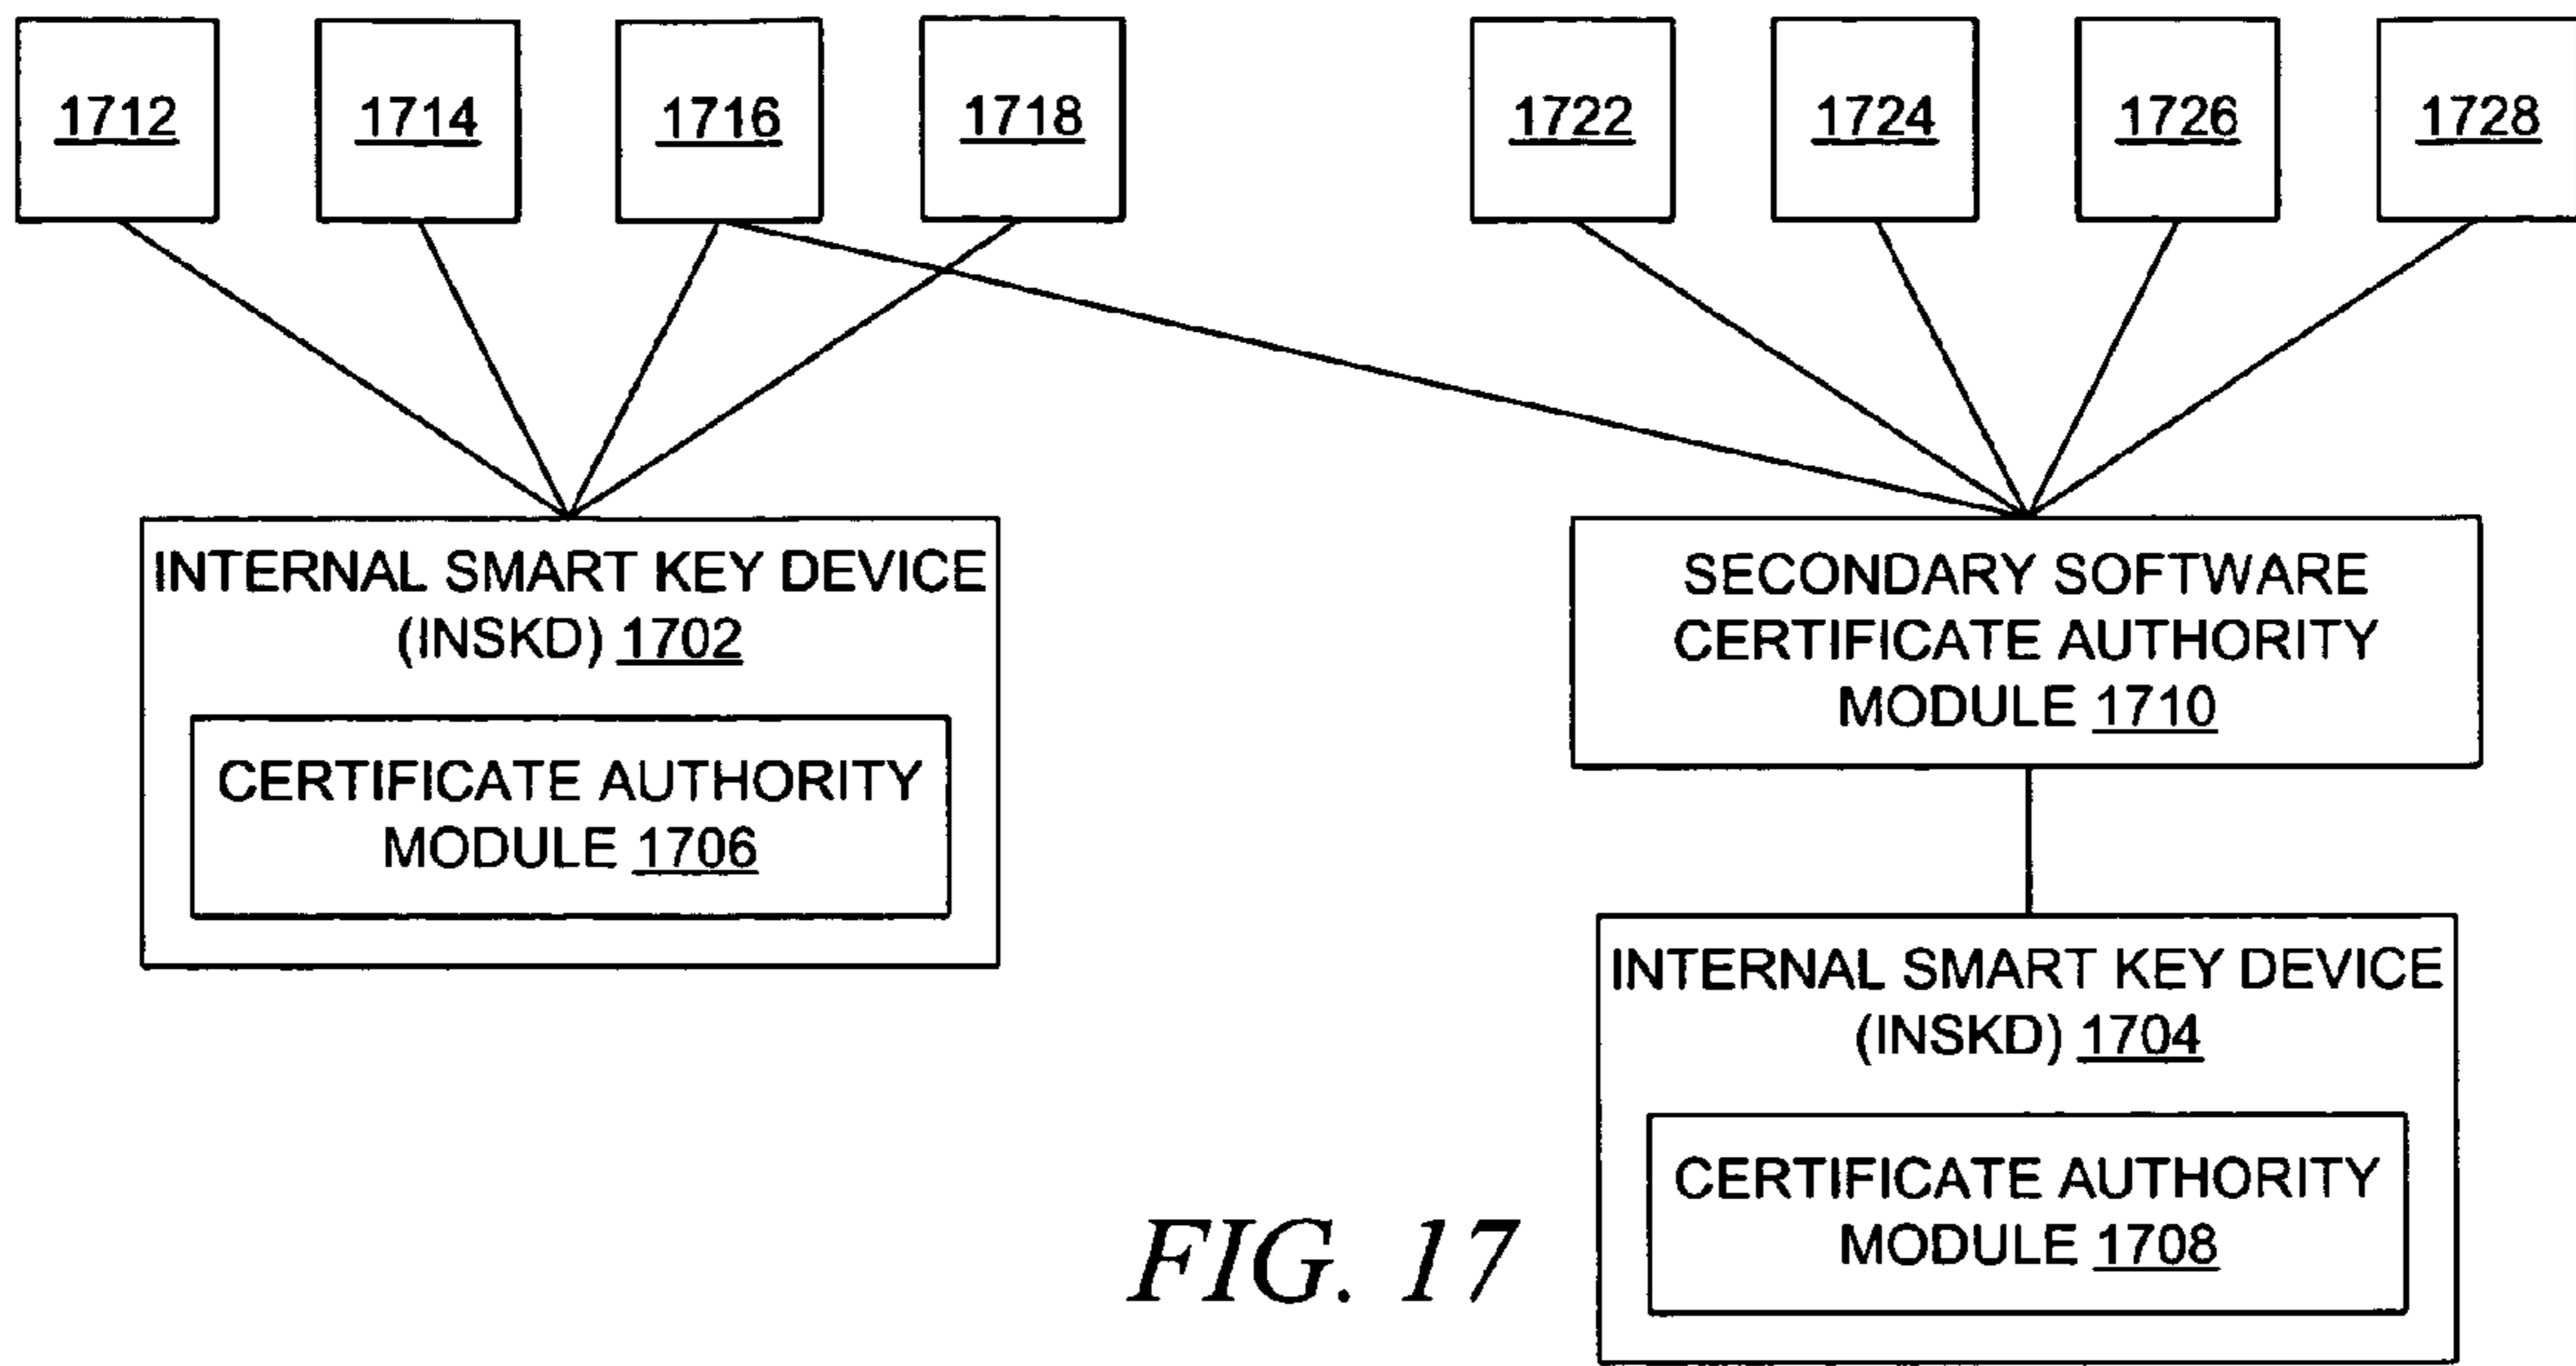 1712 1714 1716 1718 1722 1724 1726 1728
INTERNAL SMART KEY DEVICE
(INSKD) 1702
CERTIFICATE AUTHORITY
MODULE 1706
SECONDARY SOFTWARE
CERTIFICATE AUTHORITY
MODULE 1710
INTERNAL SMART KEY DEVICE
(INSKD) 1704
CERTIFICATE AUTHORITY
MODULE 1708
FIG. 17